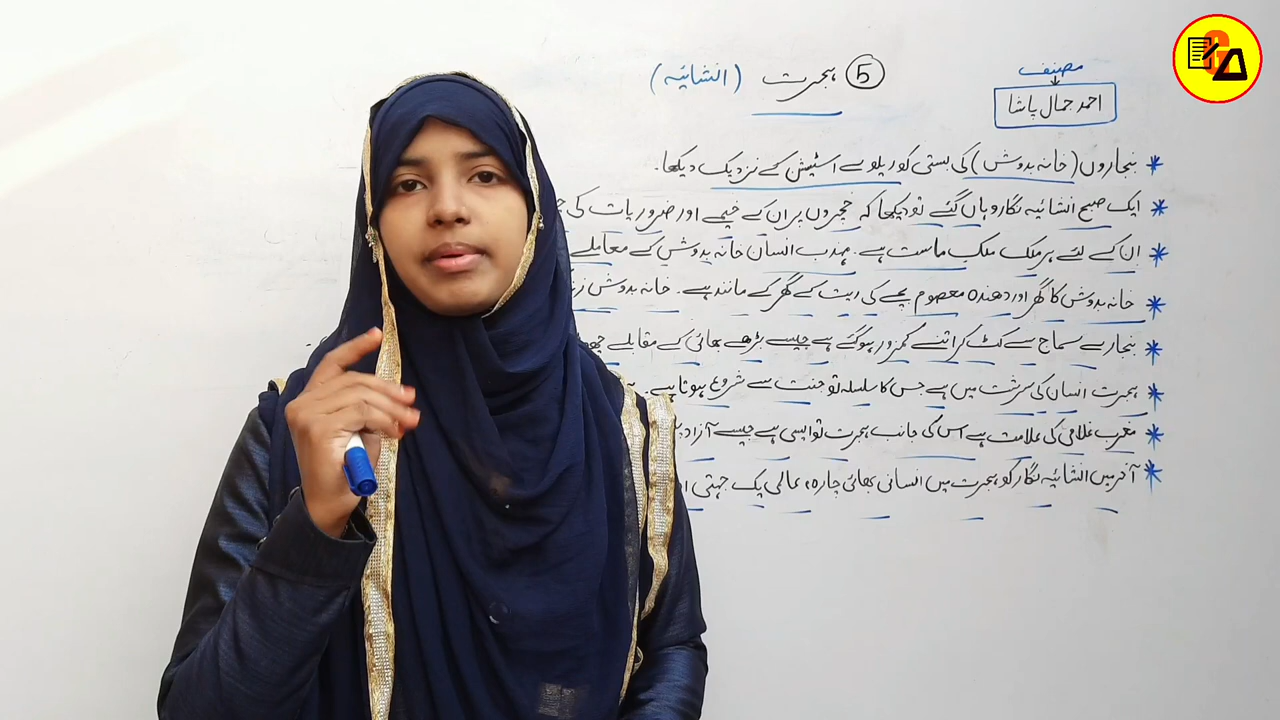 مصنف
احمد جمال پاشا
5 ہجرت (انشائیہ)
بنجاروں (خانہ بدوش) کی بستی کو ریلوے اسٹیشن کے نزدیک دیکھا۔
ایک صبح انشائیہ نگار وہاں گئے تو دیکھا کہ خچروں پر ان کے خیمے اور ضروریات کی
ان کے لئے ہر ملک ملکِ ماست ہے۔ مہذب انسان خانہ بدوشی کے معاملے
خانہ بدوش کا گھر اور دھندہ معصوم بچے کی ریت کے گھر کے مانند ہے۔ خانہ بدوش
بنجارے سماج سے کٹ کر اتنے کمزور ہوگئے ہے جیسے بڑے بھائی کے مقابلے
ہجرت انسان کی سرشت میں ہے جس کا سلسلہ تو جنت سے شروع ہوتا ہے۔
مغرب غلامی کی علامت ہے اس کی جانب ہجرت تو ایسی ہے جیسے آزاد
آخر میں انشائیہ نگار کو ہجرت میں انسانی بھائی چارہ، عالمی یک جہتی